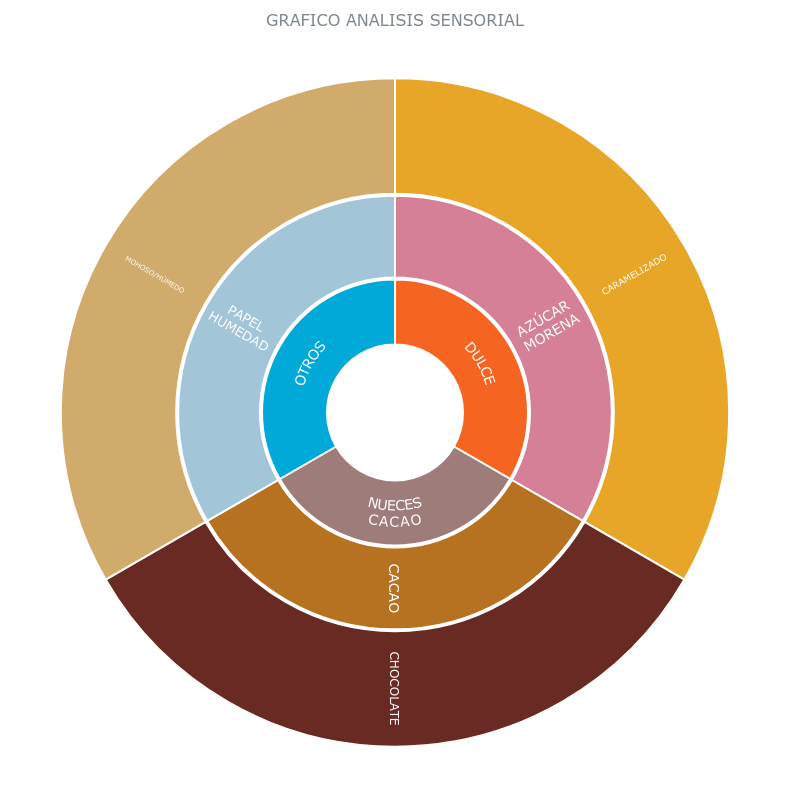 GRAFICO ANALISIS SENSORIAL
MOHOSO/HÚMEDO
CARAMELIZADO
PAPEL
HUMEDAD
AZÚCAR
MORENA
OTROS
DULCE
NUECES
CACAO
CACAO
CHOCOLATE